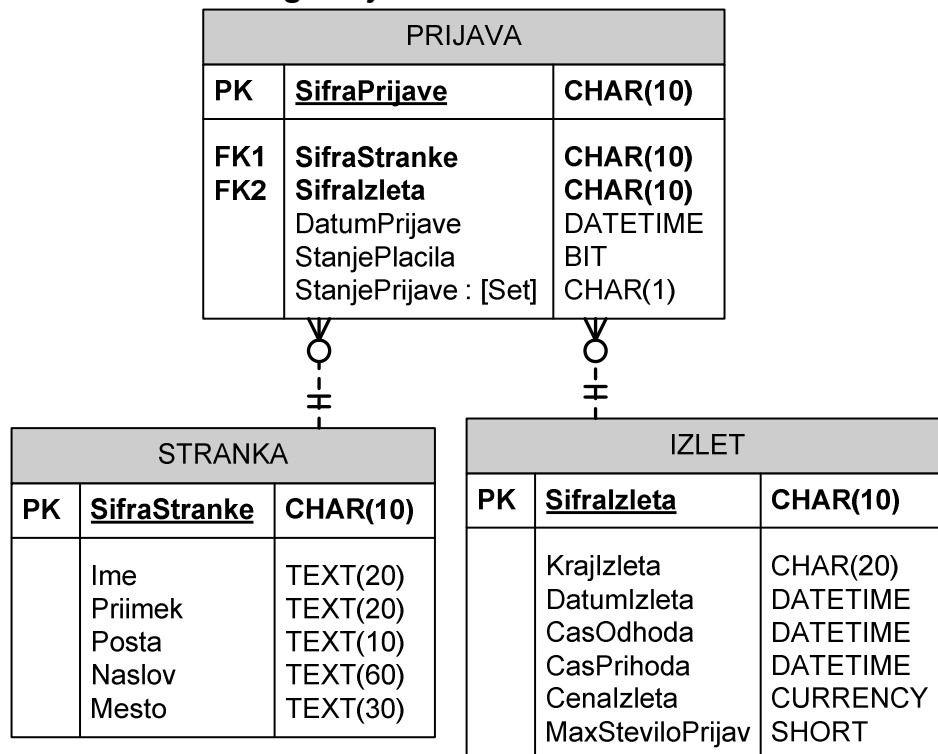 PRIJAVA
PK SifraPrijave CHAR(10)
FK1 SifraStranke CHAR(10)
FK2 SifraIzleta CHAR(10)
DatumPrijave DATETIME
StanjePlacila BIT
StanjePrijave : [Set] CHAR(1)
STRANKA
PK SifraStranke CHAR(10)
Ime TEXT(20)
Priimek TEXT(20)
Posta TEXT(10)
Naslov TEXT(60)
Mesto TEXT(30)
IZLET
PK SifraIzleta CHAR(10)
KrajIzleta CHAR(20)
DatumIzleta DATETIME
CasOdhoda DATETIME
CasPrihoda DATETIME
CenaIzleta CURRENCY
MaxSteviloPrijav SHORT